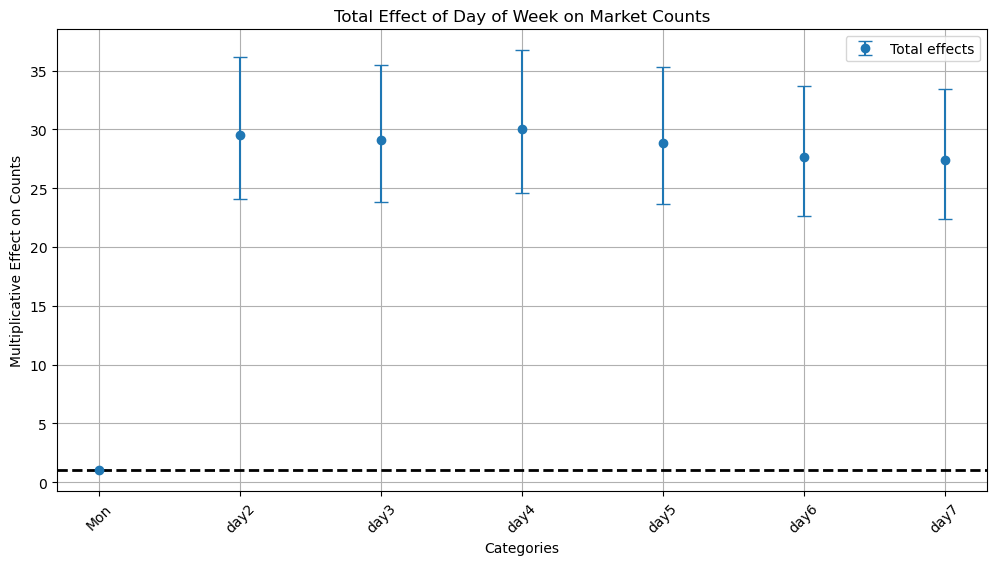 Total Effect of Day of Week on Market Counts
Total effects
Multiplicative Effect on Counts
35
30
25
20
15
10
5
0
Mon
day2
day3
day4
day5
day6
day7
Categories